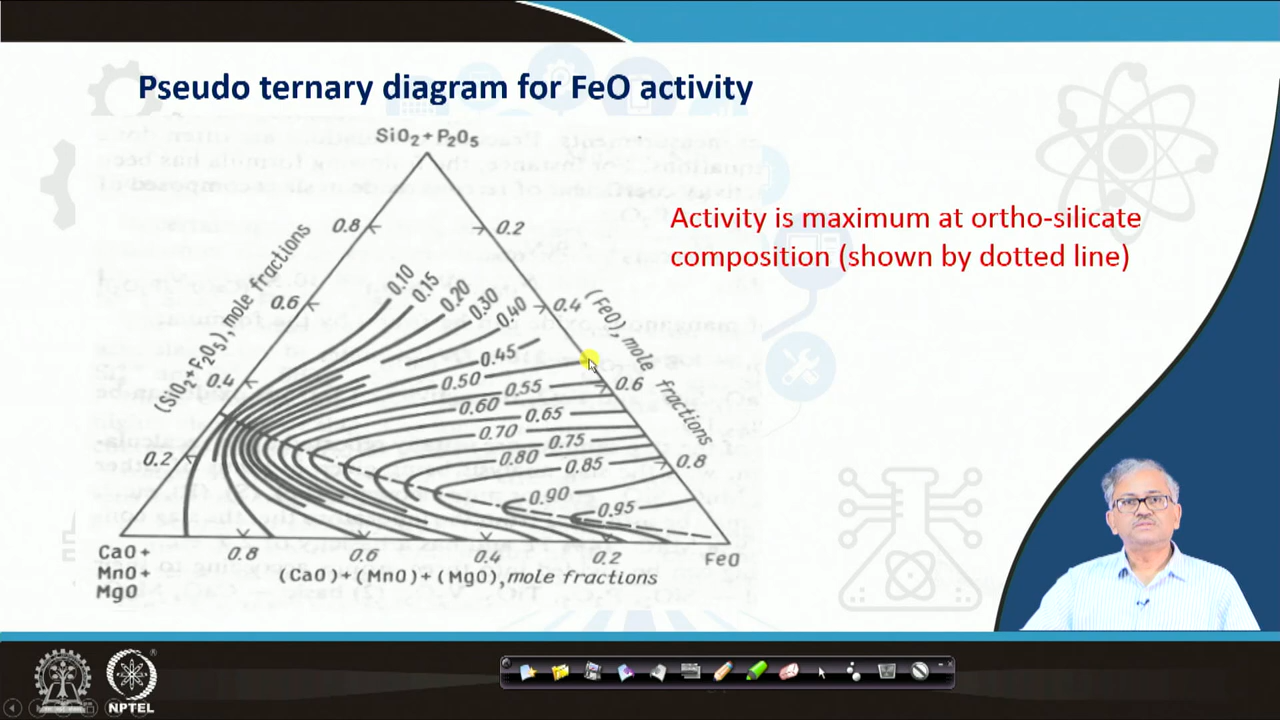 Pseudo ternary diagram for FeO activity
SiO₂+P₂O₅
Activity is maximum at ortho-silicate
composition (shown by dotted line)
0.8
0.2
0.6
0.4
0.4
0.6
0.2
0.8
(SiO₂+P₂O₅), mole fractions
(FeO), mole fractions
0.10
0.15
0.20
0.30
0.40
0.45
0.50
0.55
0.60
0.65
0.70
0.75
0.80
0.85
0.90
0.95
CaO+
MnO+
MgO
0.8
0.6
0.4
0.2
FeO
(CaO)+(MnO)+(MgO), mole fractions
NPTEL